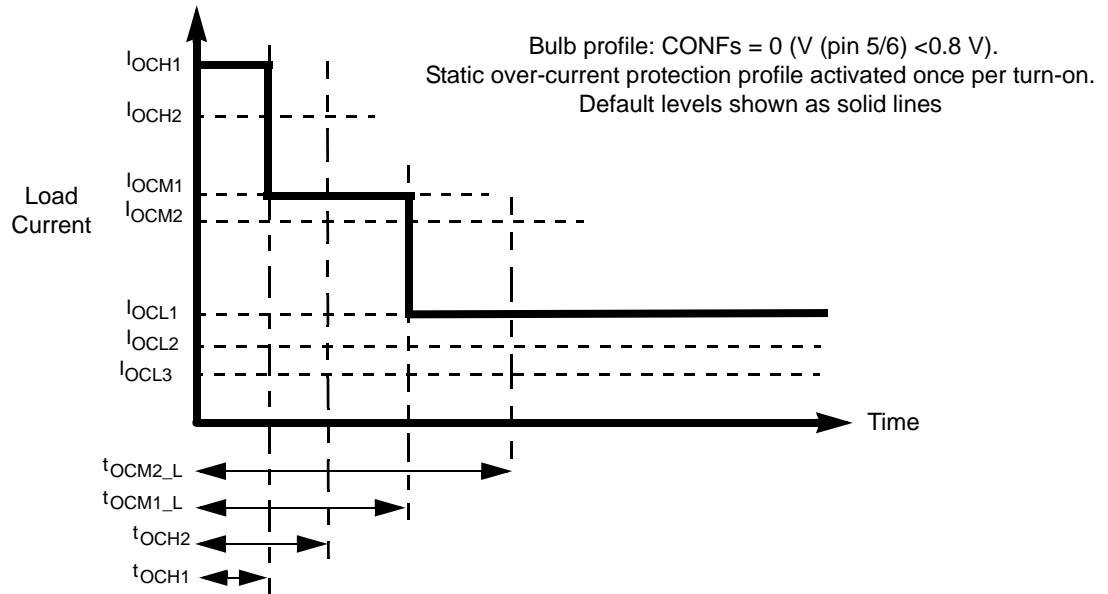 Bulb profile: CONFs = 0 (V (pin 5/6) <0.8 V).
Static over-current protection profile activated once per turn-on.
Default levels shown as solid lines
IOCH1
IOCH2
IOCM1
Load
Current
IOCM2
IOCL1
IOCL2
IOCL3
Time
tOCM2_L
tOCM1_L
tOCH2
tOCH1